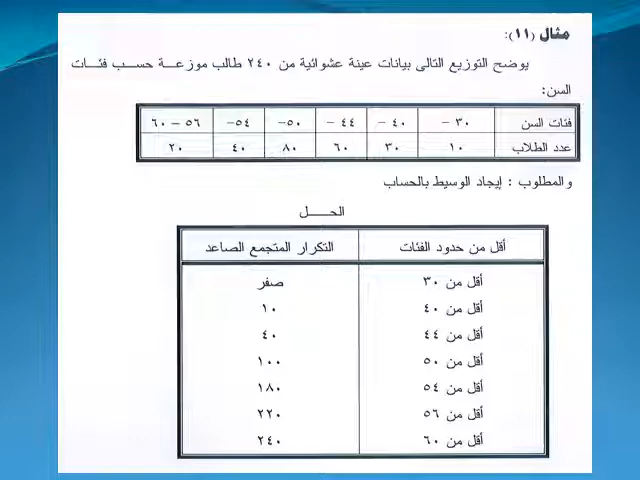 مثال (١١):
يوضح التوزيع التالى بيانات عينة عشوائية من ٢٤٠ طالب موزعة حسب فئات
السن:
فئات السن ٣٠ – ٤٠ – ٤٤ – ٥٠– ٥٤– ٥٦ – ٦٠
عدد الطلاب ١٠ ٣٠ ٦٠ ٨٠ ٤٠ ٢٠
والمطلوب : إيجاد الوسيط بالحساب
الحل
أقل من حدود الفئات التكرار المتجمع الصاعد
أقل من ٣٠ صفر
أقل من ٤٠ ١٠
أقل من ٤٤ ٤٠
أقل من ٥٠ ١٠٠
أقل من ٥٤ ١٨٠
أقل من ٥٦ ٢٢٠
أقل من ٦٠ ٢٤٠